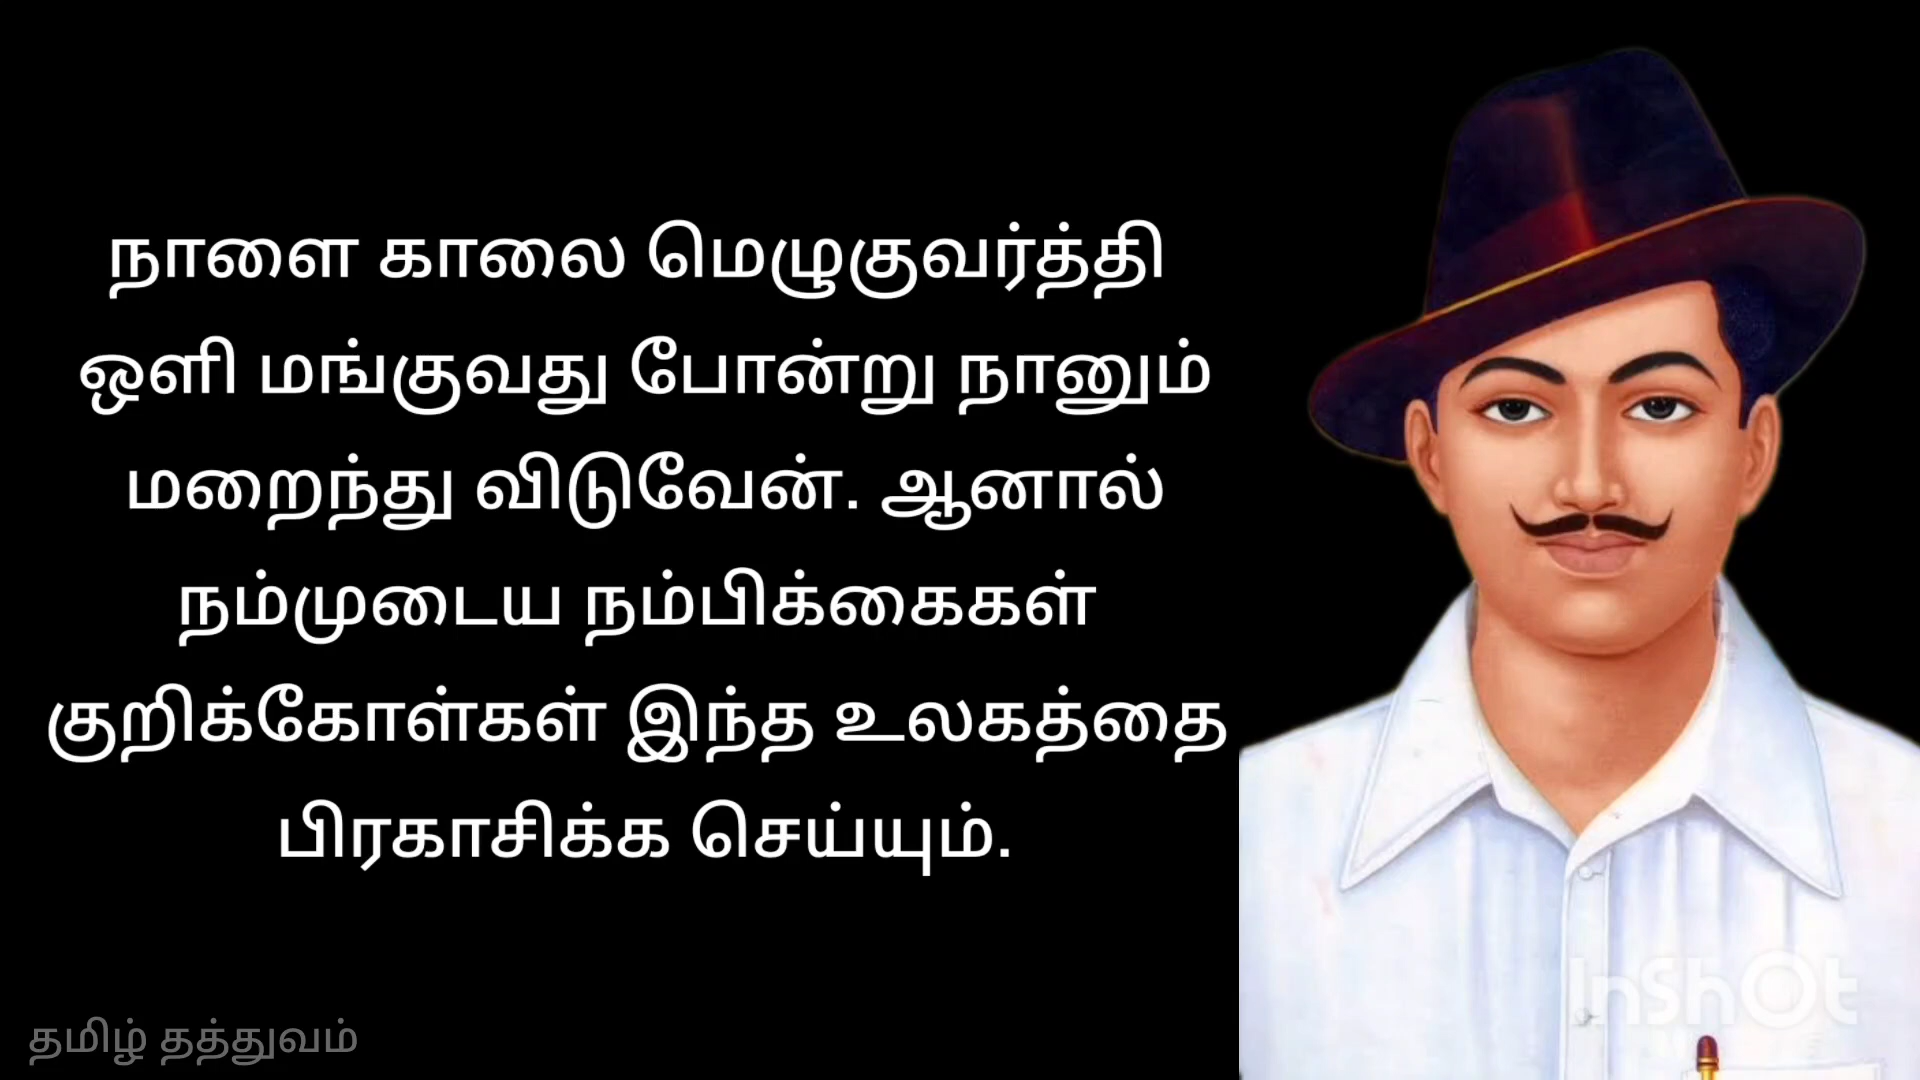 நாளை காலை மெழுகுவர்த்தி
ஒளி மங்குவது போன்று நானும்
மறைந்து விடுவேன். ஆனால்
நம்முடைய நம்பிக்கைகள்
குறிக்கோள்கள் இந்த உலகத்தை
பிரகாசிக்க செய்யும்.
தமிழ் தத்துவம்
InShOt